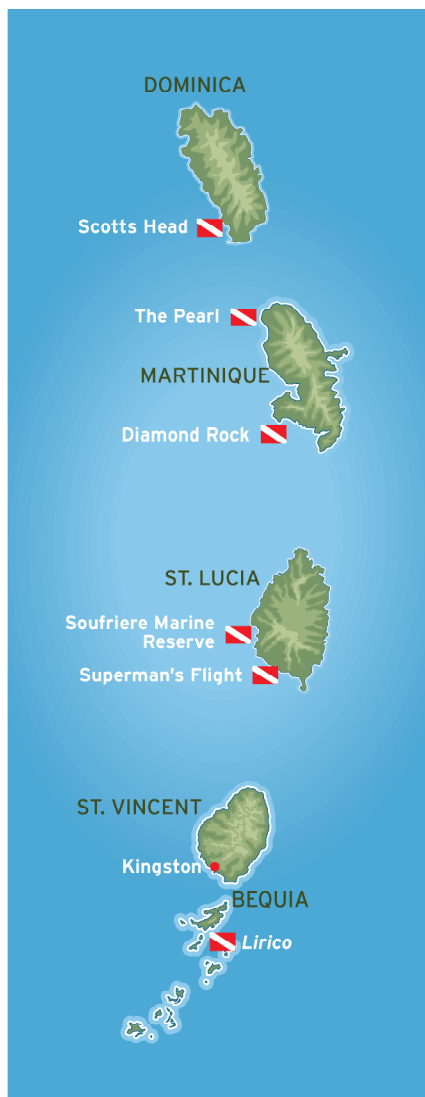 DOMINICA
Scotts Head
The Pearl
MARTINIQUE
Diamond Rock
ST. LUCIA
Soufriere Marine
Reserve
Superman's Flight
ST. VINCENT
Kingston
BEQUIA
Lirico